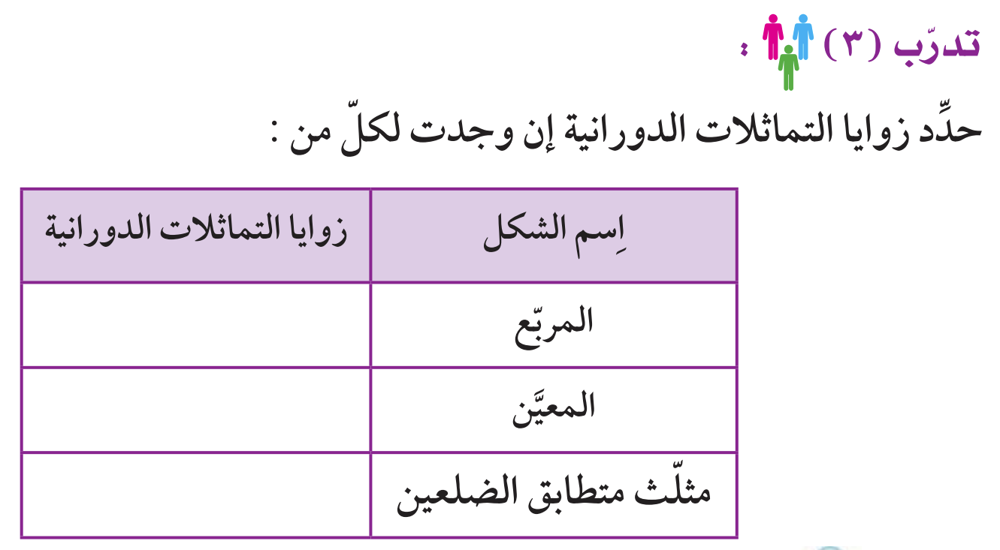 تدرّب (٣) :
حدِّد زوايا التماثلات الدورانية إن وجدت لكلّ من :
اِسم الشكل زوايا التماثلات الدورانية
المربّع
المعيَّن
مثلّث متطابق الضلعين